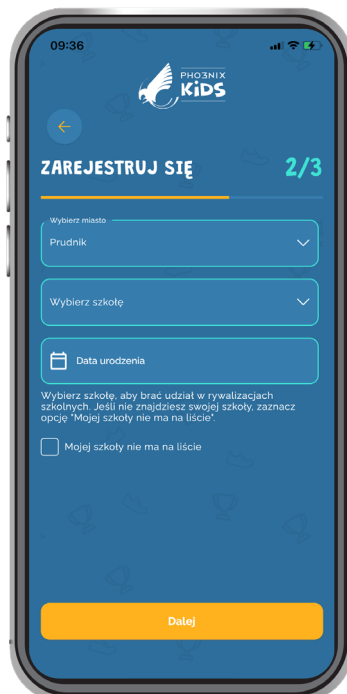 09:36
PHO3NIX
KiDS
ZAREJESTRUJ SIĘ
2/3
Wybierz miasto
Prudnik
Wybierz szkołę
Data urodzenia
Wybierz szkołę, aby brać udział w rywalizacjach
szkolnych. Jeśli nie znajdziesz swojej szkoły, zaznacz
opcję "Mojej szkoły nie ma na liście".
Mojej szkoły nie ma na liście
Dalej